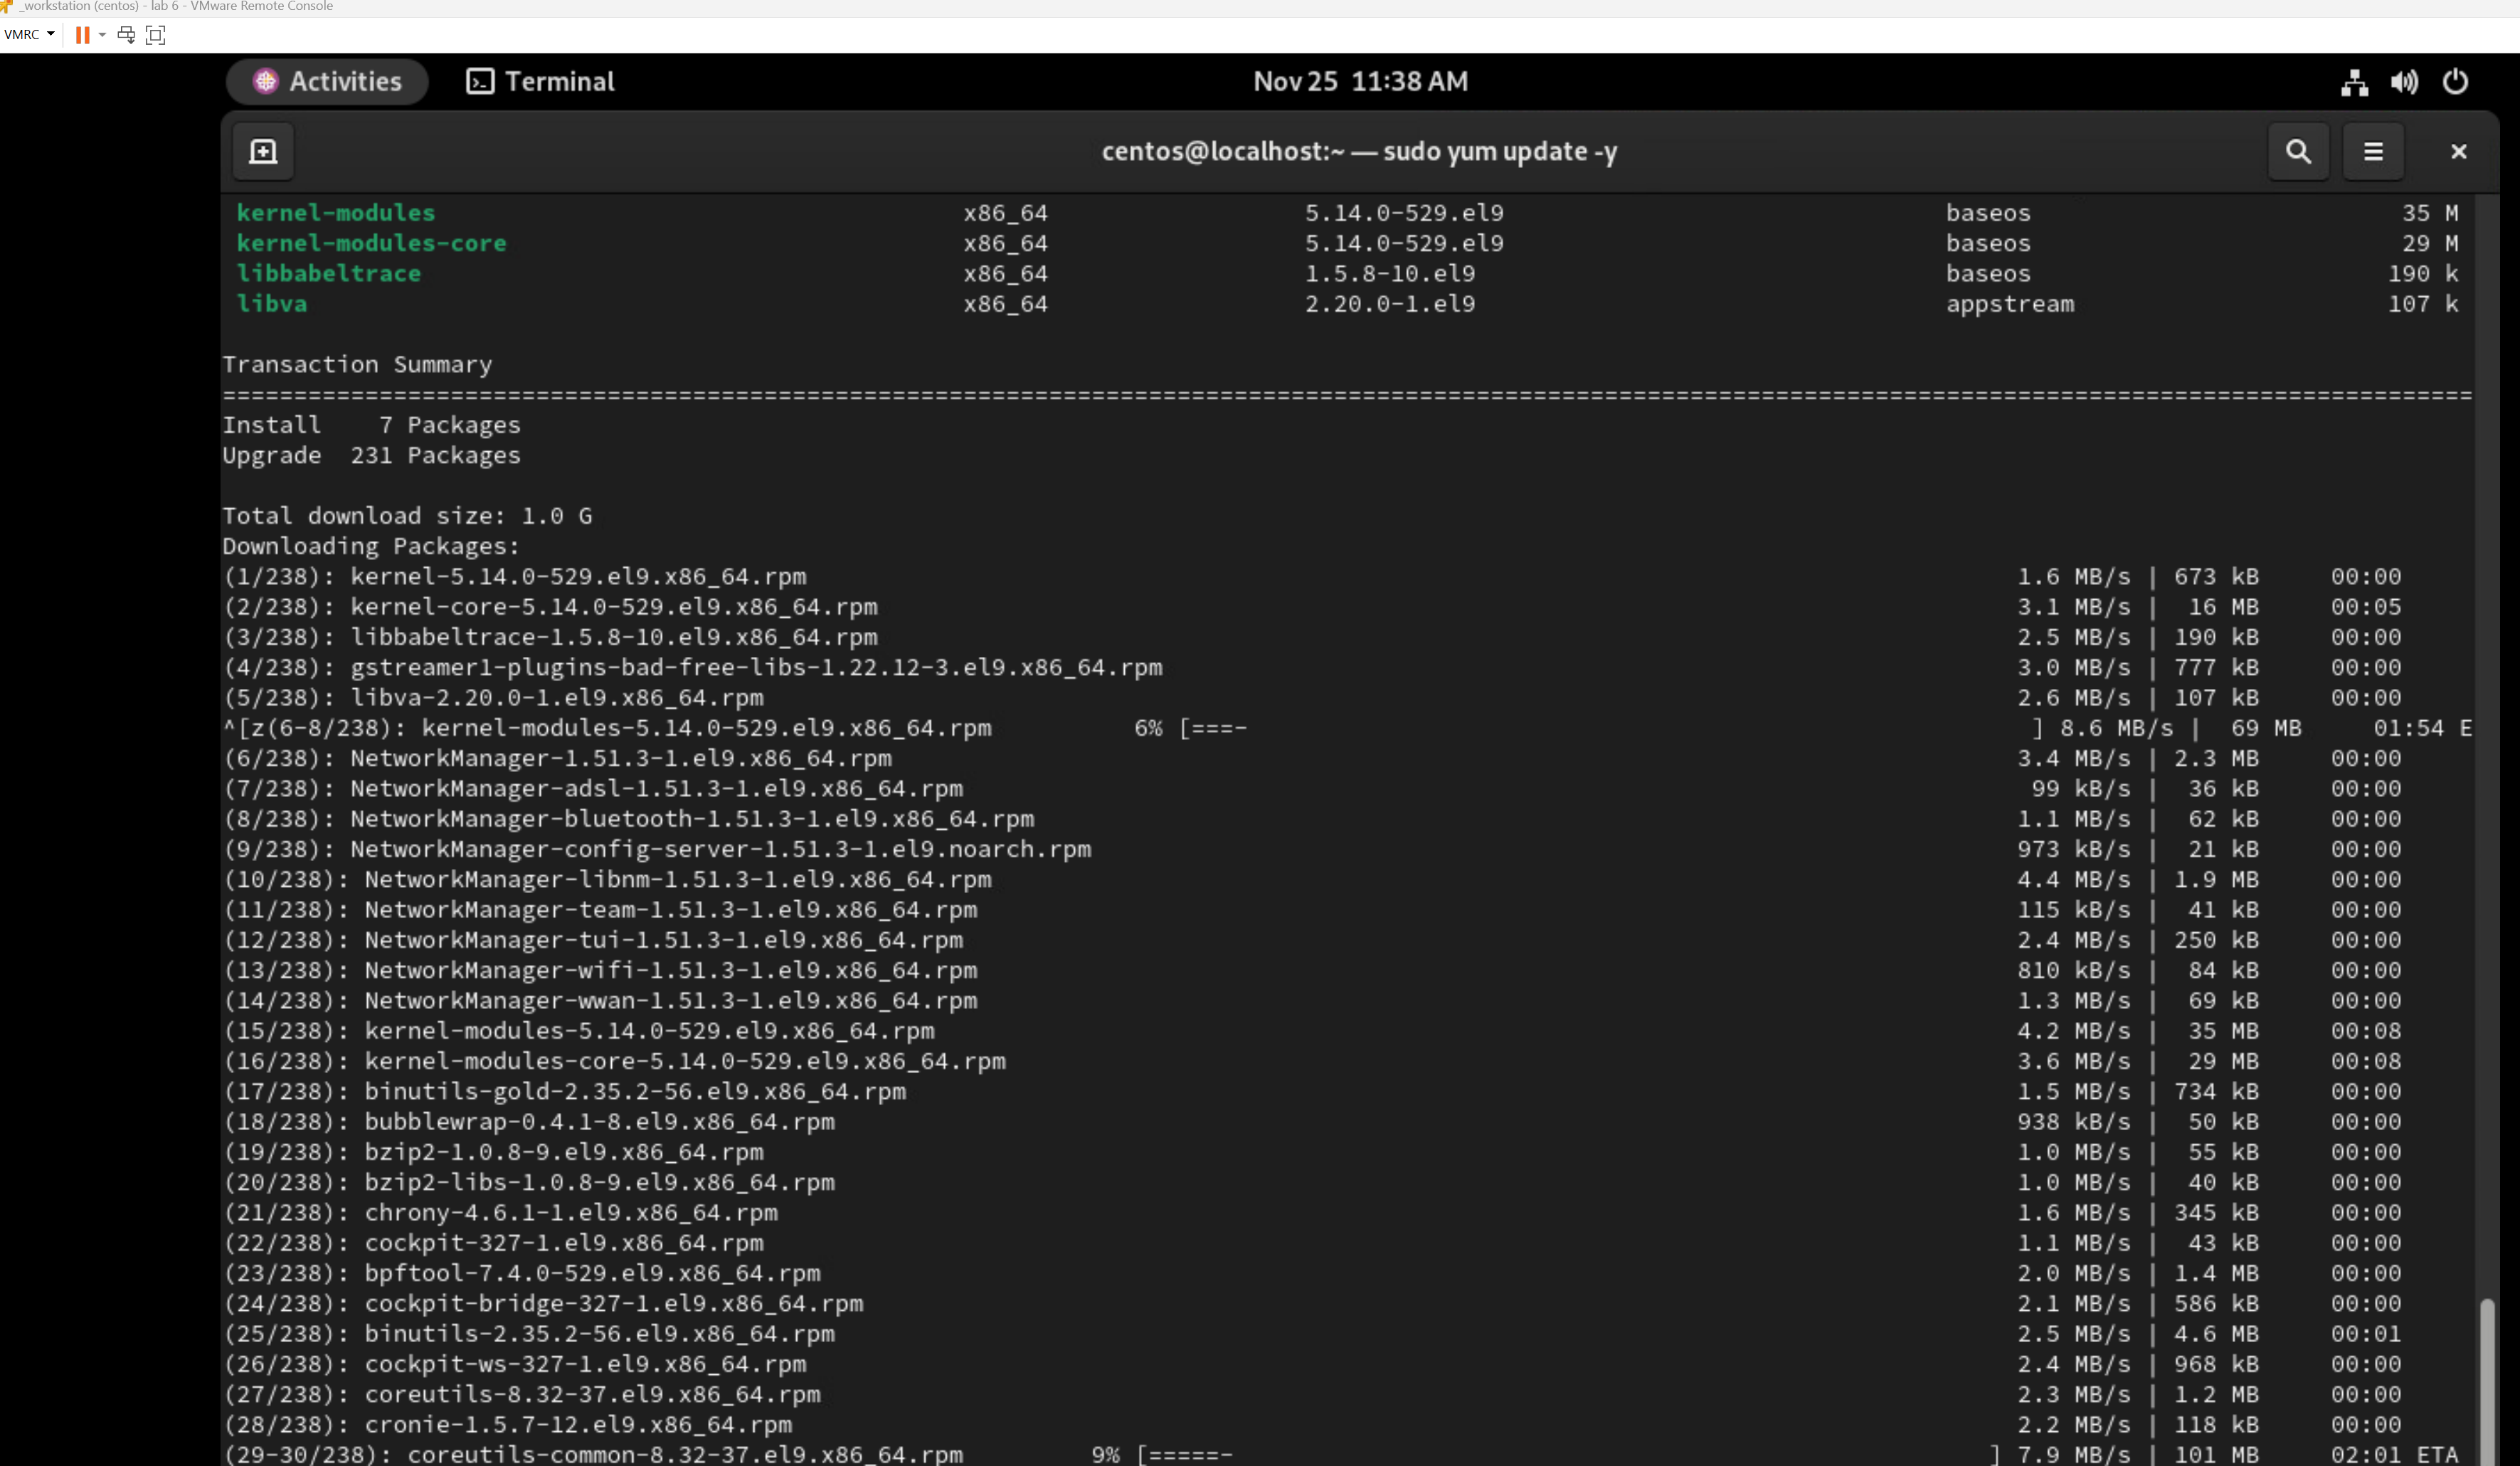 _workstation (centos) - lab 6 - VMware Remote Console
VMRC
Activities Terminal Nov 25 11:38 AM
centos@localhost:~ — sudo yum update -y
kernel-modules x86_64 5.14.0-529.el9 baseos 35 M
kernel-modules-core x86_64 5.14.0-529.el9 baseos 29 M
libbabeltrace x86_64 1.5.8-10.el9 baseos 190 k
libva x86_64 2.20.0-1.el9 appstream 107 k
Transaction Summary
================================================================================
Install 7 Packages
Upgrade 231 Packages
Total download size: 1.0 G
Downloading Packages:
(1/238): kernel-5.14.0-529.el9.x86_64.rpm 1.6 MB/s | 673 kB 00:00
(2/238): kernel-core-5.14.0-529.el9.x86_64.rpm 3.1 MB/s | 16 MB 00:05
(3/238): libbabeltrace-1.5.8-10.el9.x86_64.rpm 2.5 MB/s | 190 kB 00:00
(4/238): gstreamer1-plugins-bad-free-libs-1.22.12-3.el9.x86_64.rpm 3.0 MB/s | 777 kB 00:00
(5/238): libva-2.20.0-1.el9.x86_64.rpm 2.6 MB/s | 107 kB 00:00
^[z(6-8/238): kernel-modules-5.14.0-529.el9.x86_64.rpm 6% [===- ] 8.6 MB/s | 69 MB 01:54 E
(6/238): NetworkManager-1.51.3-1.el9.x86_64.rpm 3.4 MB/s | 2.3 MB 00:00
(7/238): NetworkManager-adsl-1.51.3-1.el9.x86_64.rpm 99 kB/s | 36 kB 00:00
(8/238): NetworkManager-bluetooth-1.51.3-1.el9.x86_64.rpm 1.1 MB/s | 62 kB 00:00
(9/238): NetworkManager-config-server-1.51.3-1.el9.noarch.rpm 973 kB/s | 21 kB 00:00
(10/238): NetworkManager-libnm-1.51.3-1.el9.x86_64.rpm 4.4 MB/s | 1.9 MB 00:00
(11/238): NetworkManager-team-1.51.3-1.el9.x86_64.rpm 115 kB/s | 41 kB 00:00
(12/238): NetworkManager-tui-1.51.3-1.el9.x86_64.rpm 2.4 MB/s | 250 kB 00:00
(13/238): NetworkManager-wifi-1.51.3-1.el9.x86_64.rpm 810 kB/s | 84 kB 00:00
(14/238): NetworkManager-wwan-1.51.3-1.el9.x86_64.rpm 1.3 MB/s | 69 kB 00:00
(15/238): kernel-modules-5.14.0-529.el9.x86_64.rpm 4.2 MB/s | 35 MB 00:08
(16/238): kernel-modules-core-5.14.0-529.el9.x86_64.rpm 3.6 MB/s | 29 MB 00:08
(17/238): binutils-gold-2.35.2-56.el9.x86_64.rpm 1.5 MB/s | 734 kB 00:00
(18/238): bubblewrap-0.4.1-8.el9.x86_64.rpm 938 kB/s | 50 kB 00:00
(19/238): bzip2-1.0.8-9.el9.x86_64.rpm 1.0 MB/s | 55 kB 00:00
(20/238): bzip2-libs-1.0.8-9.el9.x86_64.rpm 1.0 MB/s | 40 kB 00:00
(21/238): chrony-4.6.1-1.el9.x86_64.rpm 1.6 MB/s | 345 kB 00:00
(22/238): cockpit-327-1.el9.x86_64.rpm 1.1 MB/s | 43 kB 00:00
(23/238): bpftool-7.4.0-529.el9.x86_64.rpm 2.0 MB/s | 1.4 MB 00:00
(24/238): cockpit-bridge-327-1.el9.x86_64.rpm 2.1 MB/s | 586 kB 00:00
(25/238): binutils-2.35.2-56.el9.x86_64.rpm 2.5 MB/s | 4.6 MB 00:01
(26/238): cockpit-ws-327-1.el9.x86_64.rpm 2.4 MB/s | 968 kB 00:00
(27/238): coreutils-8.32-37.el9.x86_64.rpm 2.3 MB/s | 1.2 MB 00:00
(28/238): cronie-1.5.7-12.el9.x86_64.rpm 2.2 MB/s | 118 kB 00:00
(29-30/238): coreutils-common-8.32-37.el9.x86_64.rpm 9% [=====- ] 7.9 MB/s | 101 MB 02:01 ETA